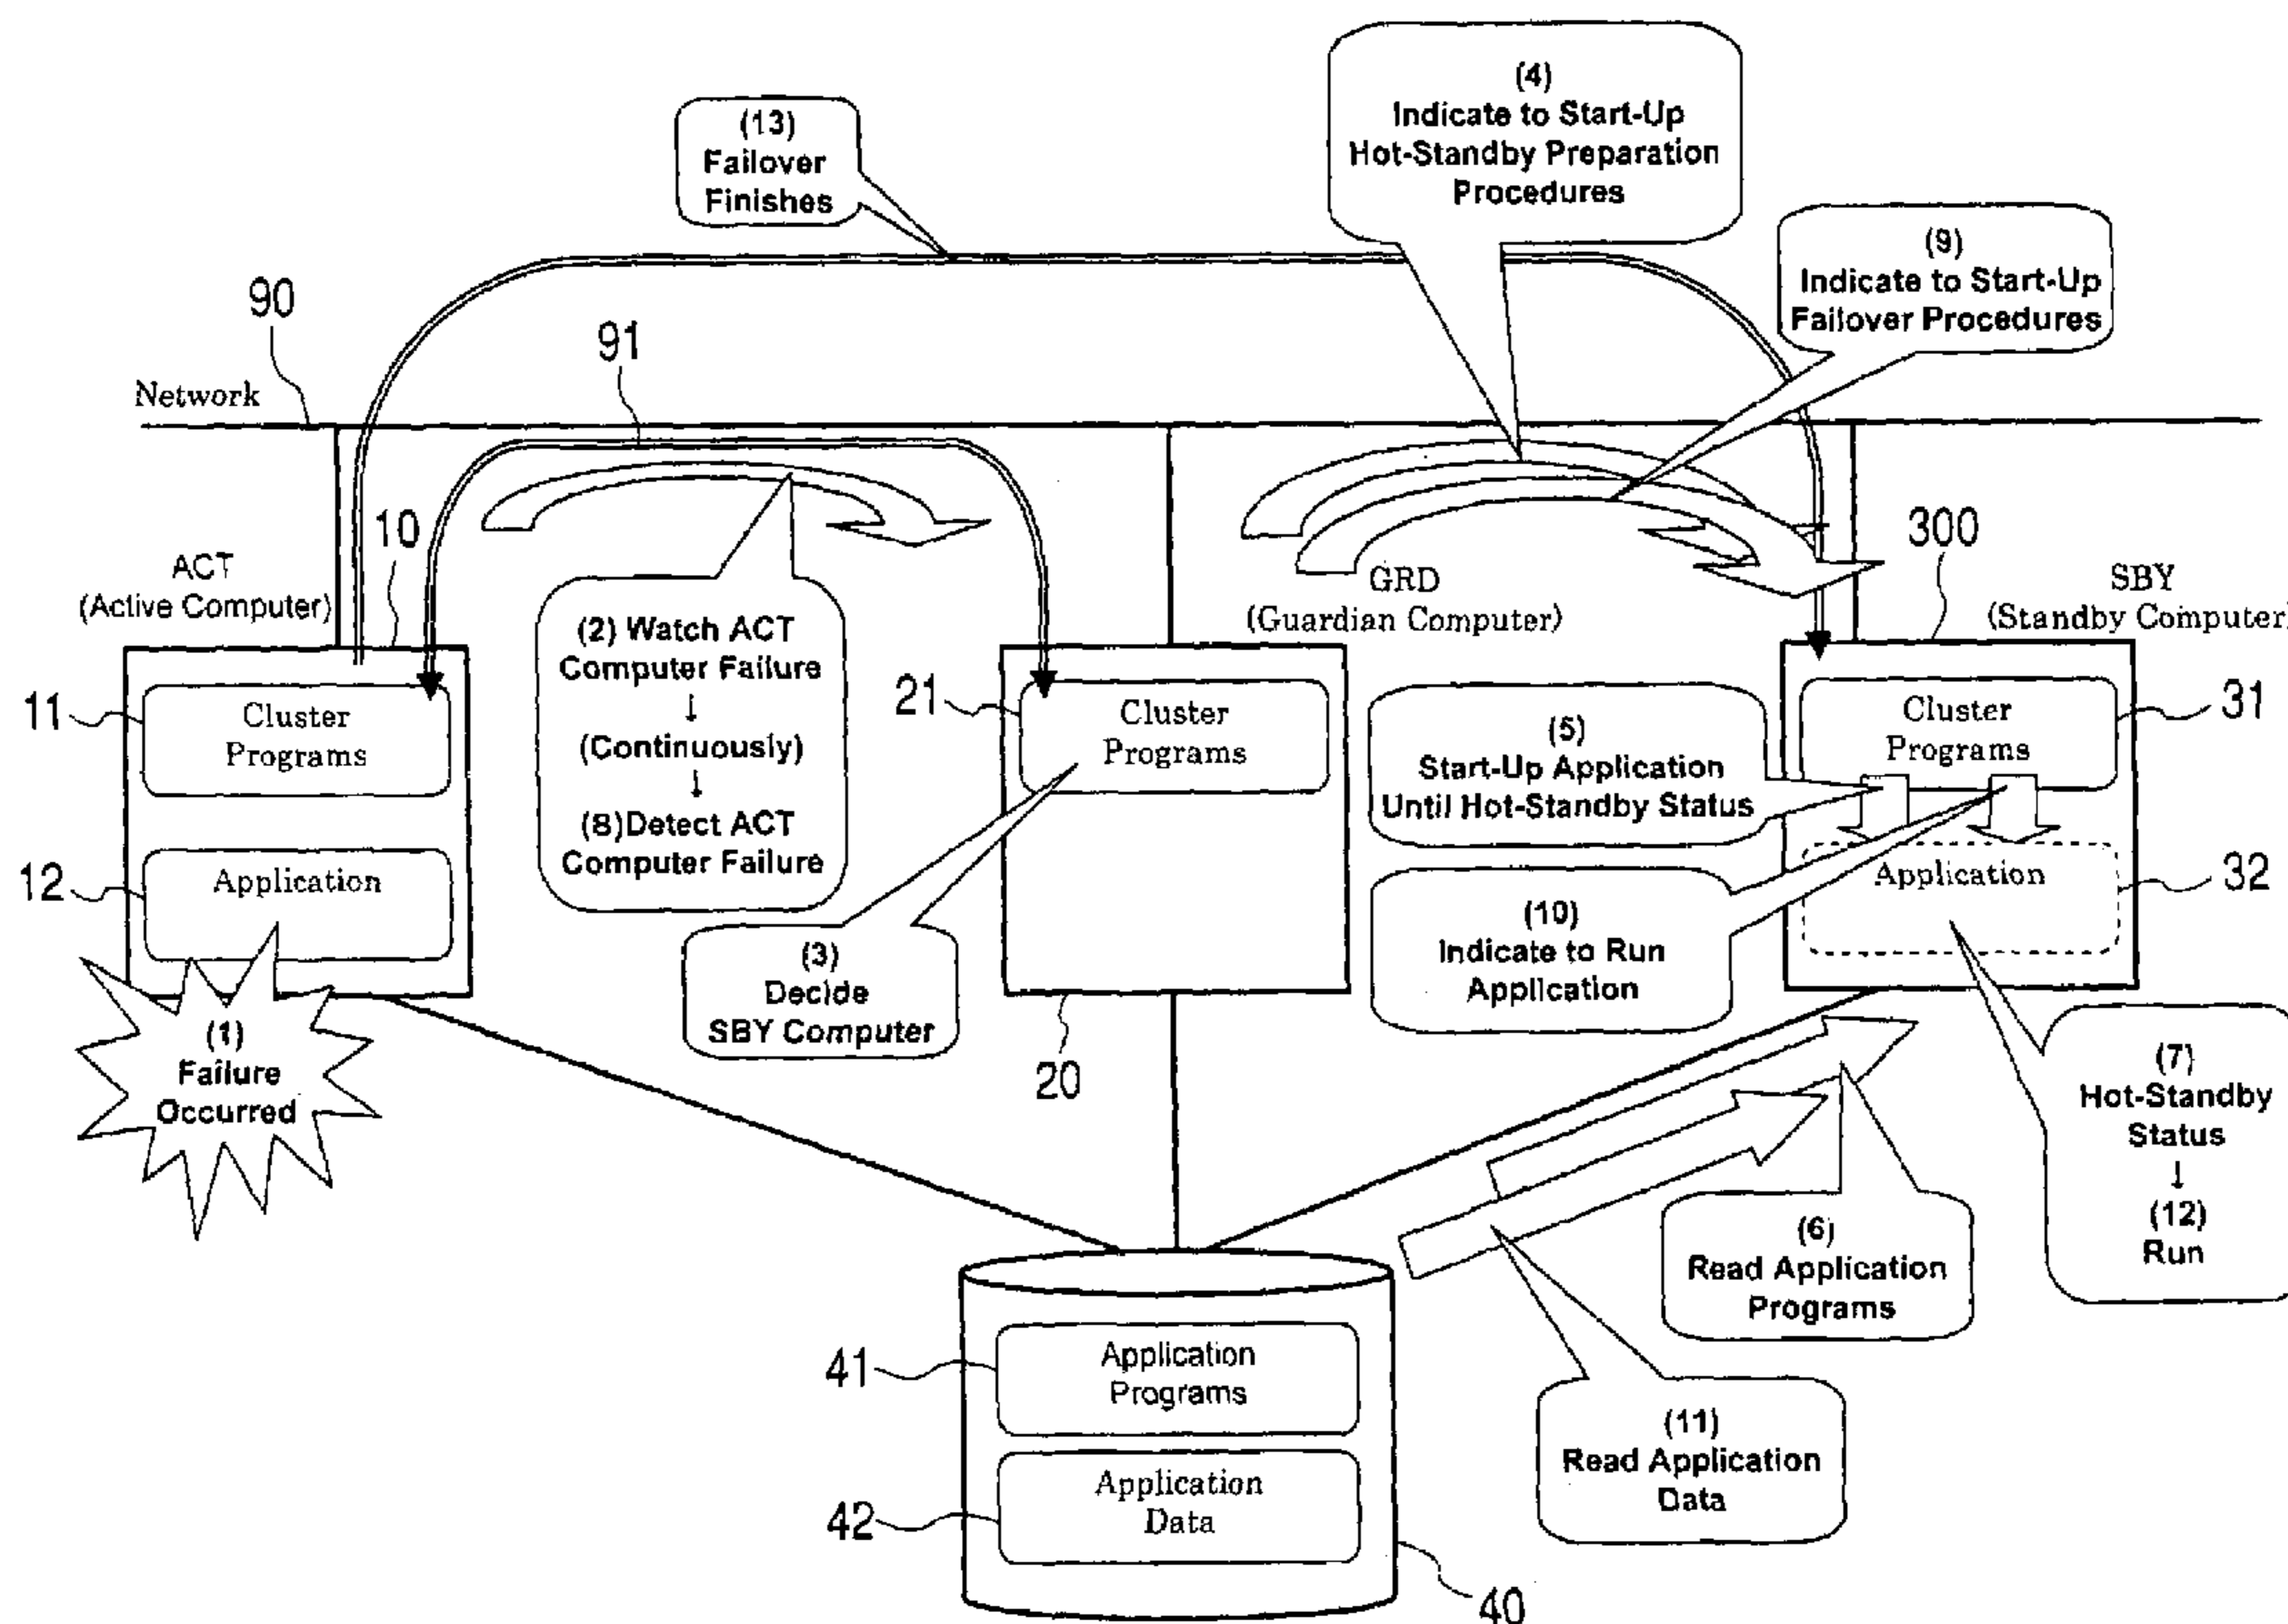 (4)
Indicate to Start-Up
Hot-Standby Preparation
Procedures
(13)
Failover
Finishes
(9)
Indicate to Start-Up
Failover Procedures
90
91
Network
10
300
ACT
(Active Computer)
GRD
(Guardian Computer)
SBY
(Standby Computer)
(2) Watch ACT
Computer Failure
↓
(Continuously)
↓
(8)Detect ACT
Computer Failure
11
Cluster
Programs
21
Cluster
Programs
(5)
Start-Up Application
Until Hot-Standby Status
Cluster
Programs
31
12
Application
Application
32
(3)
Decide
SBY Computer
(10)
Indicate to Run
Application
20
(1)
Failure
Occurred
(7)
Hot-Standby
Status
↓
(12)
Run
(6)
Read Application
Programs
41
Application
Programs
(11)
Read Application
Data
42
Application
Data
40